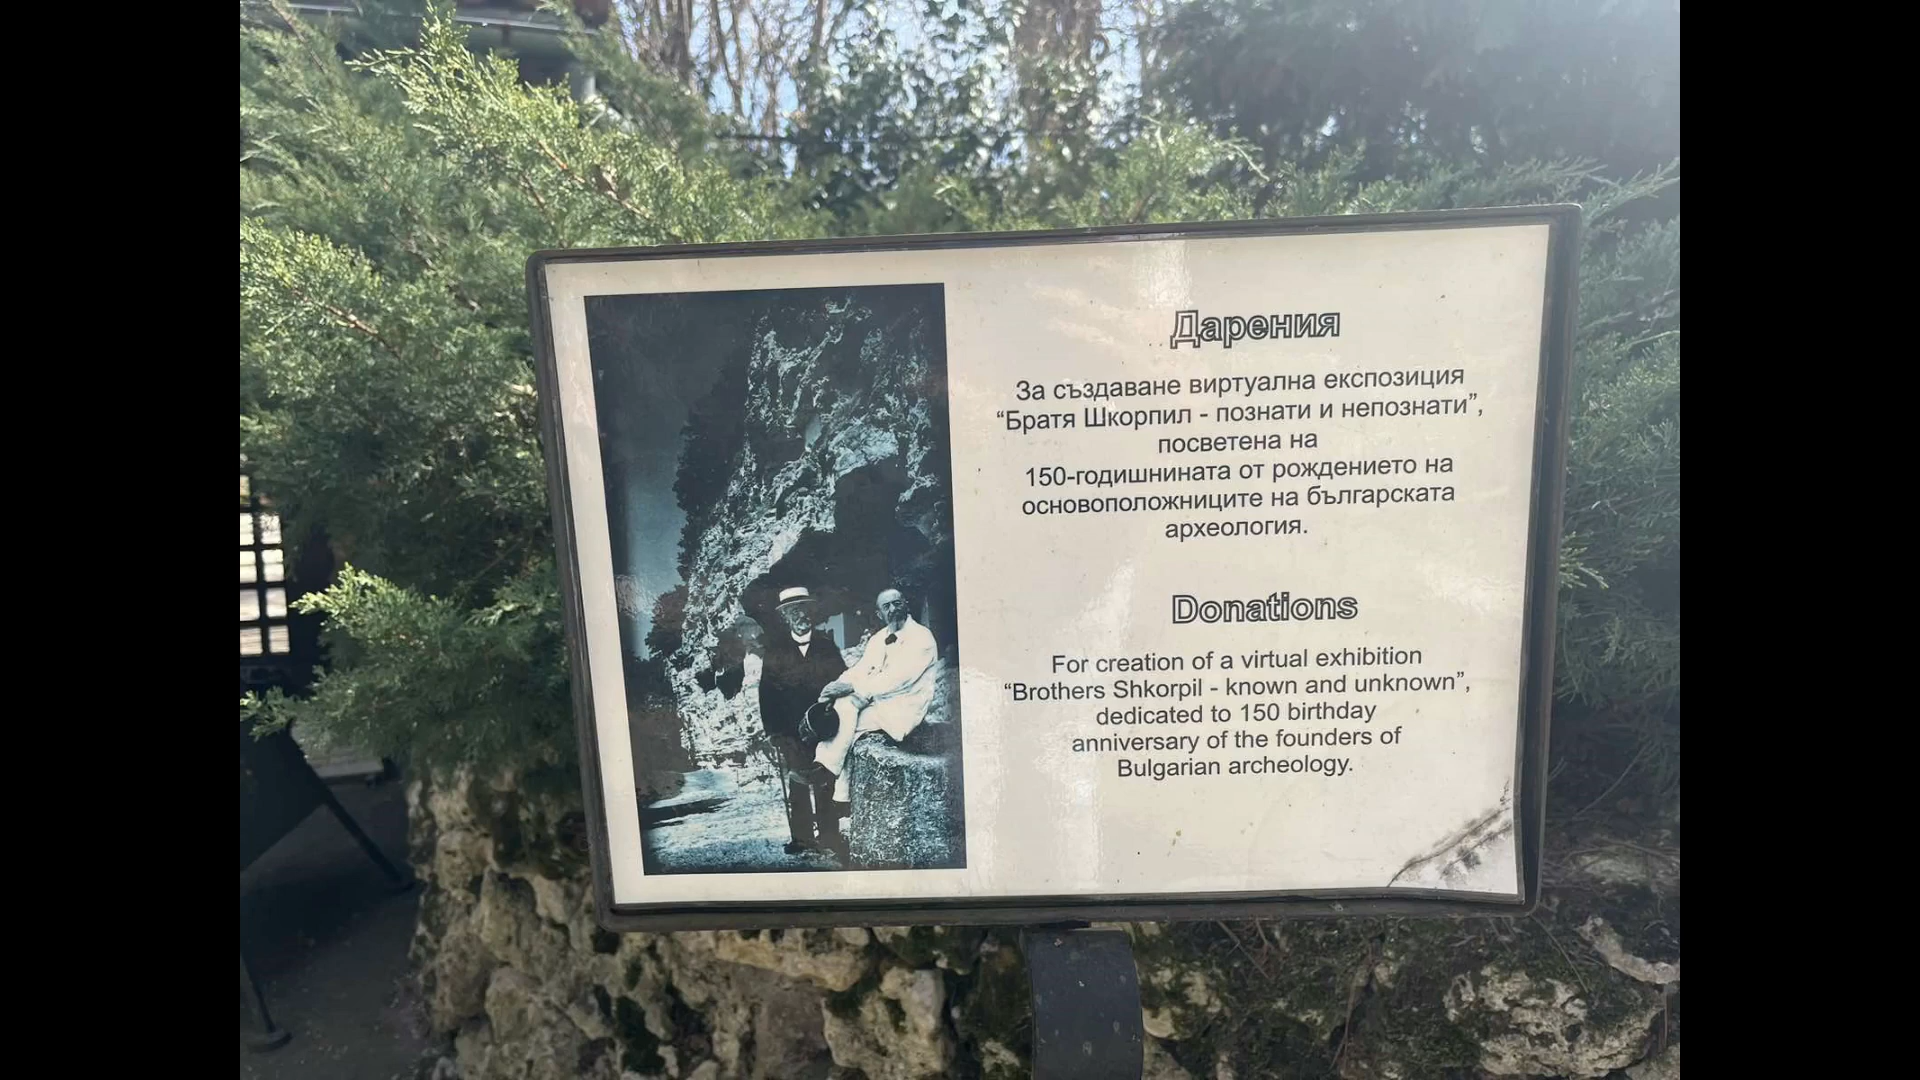 Дарения
За създаване виртуална експозиция
“Братя Шкорпил - познати и непознати”,
посветена на
150-годишнината от рождението на
основоположниците на българската
археология.
Donations
For creation of a virtual exhibition
“Brothers Shkorpil - known and unknown”,
dedicated to 150 birthday
anniversary of the founders of
Bulgarian archeology.